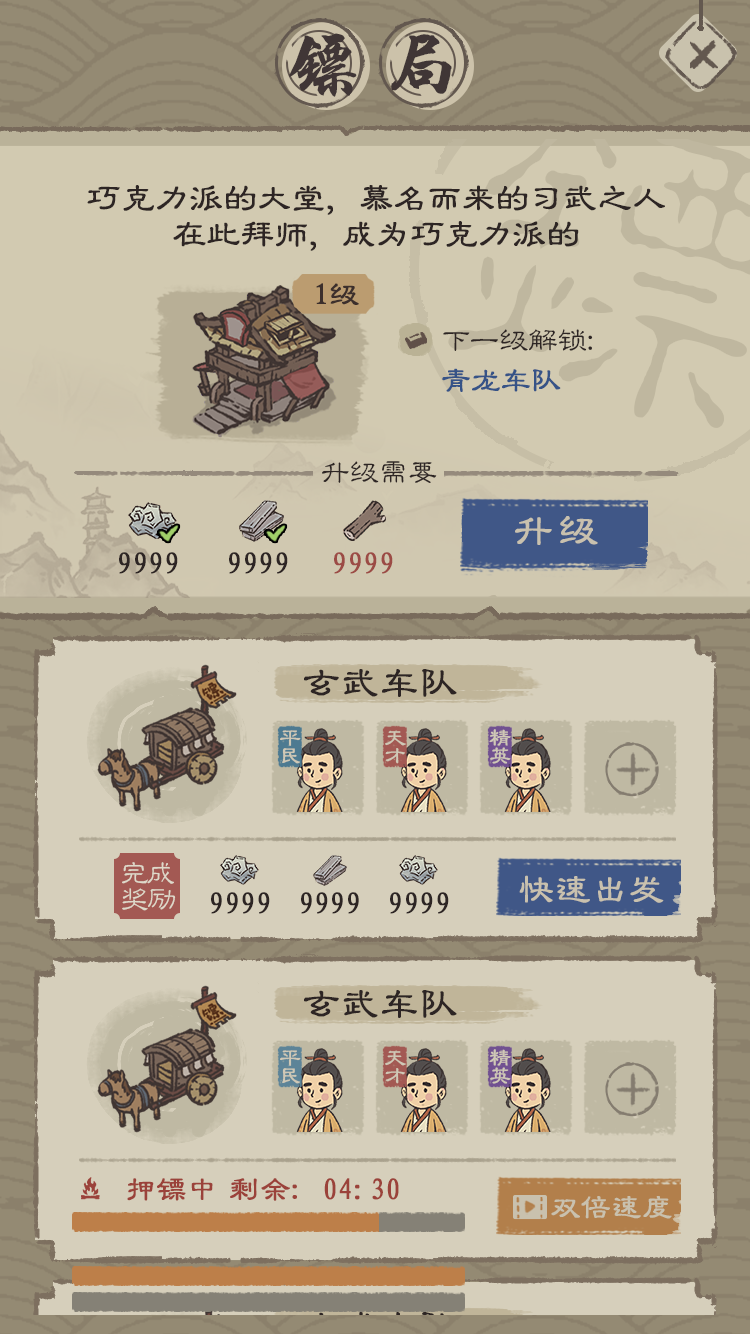 镖局
巧克力派的大堂，慕名而来的习武之人
在此拜师，成为巧克力派的
1级
下一级解锁:
青龙车队
升级需要
9999 9999 9999
升级
镖
玄武车队
平民 天才 精英
完成奖励
9999 9999 9999
快速出发
镖
玄武车队
平民 天才 精英
押镖中 剩余: 04:30
双倍速度